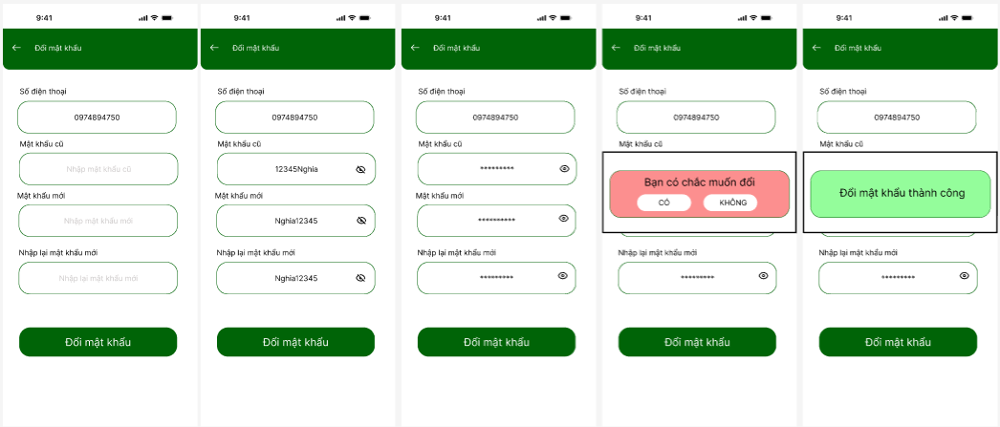 9:41
Đổi mật khẩu
Số điện thoại
0974894750
Mật khẩu cũ
Nhập mật khẩu cũ
Mật khẩu mới
Nhập mật khẩu mới
Nhập lại mật khẩu mới
Nhập lại mật khẩu mới
Đổi mật khẩu
9:41
Đổi mật khẩu
Số điện thoại
0974894750
Mật khẩu cũ
12345Nghia
Mật khẩu mới
Nghia12345
Nhập lại mật khẩu mới
Nghia12345
Đổi mật khẩu
9:41
Đổi mật khẩu
Số điện thoại
0974894750
Mật khẩu cũ
*********
Mật khẩu mới
**********
Nhập lại mật khẩu mới
*********
Đổi mật khẩu
9:41
Đổi mật khẩu
Số điện thoại
0974894750
Mật khẩu cũ
Bạn có chắc muốn đổi
CÓ KHÔNG
Nhập lại mật khẩu mới
*********
Đổi mật khẩu
9:41
Đổi mật khẩu
Số điện thoại
0974894750
Mật khẩu cũ
Đổi mật khẩu thành công
Nhập lại mật khẩu mới
*********
Đổi mật khẩu